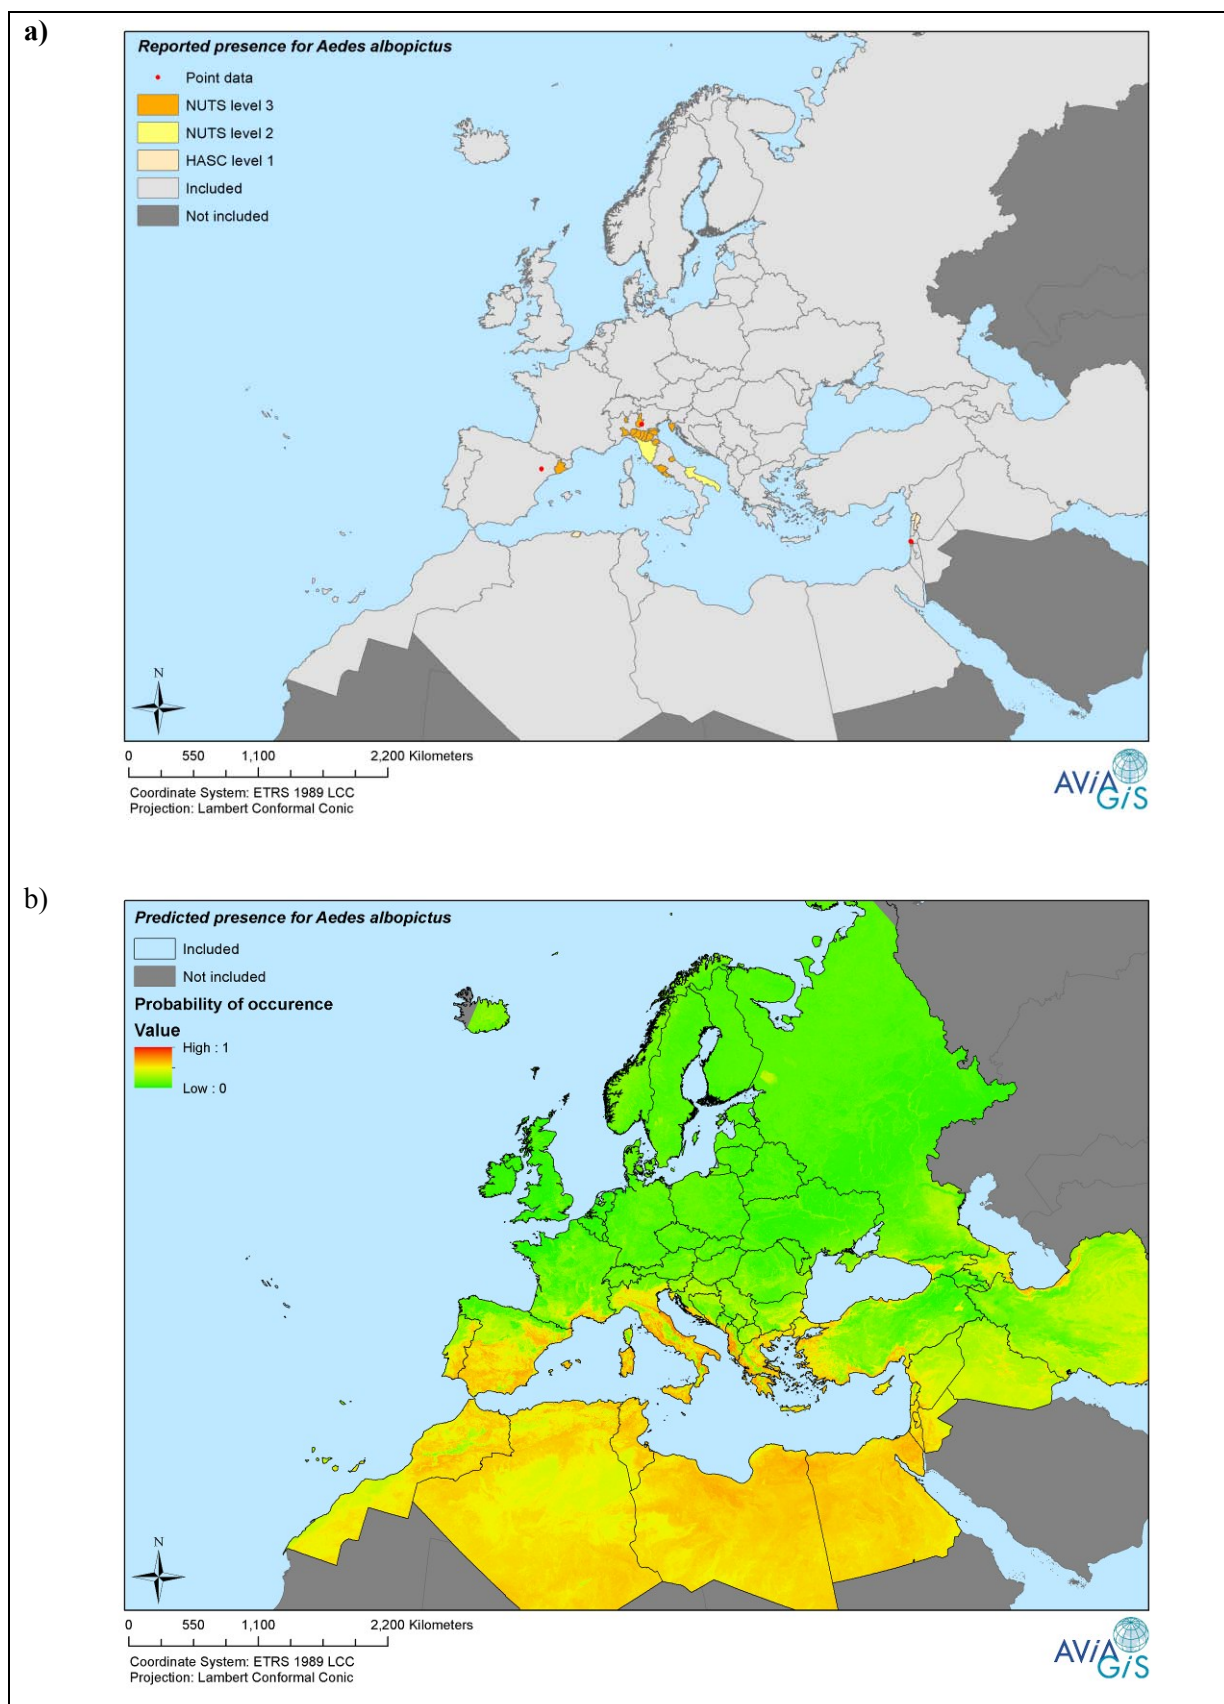 a)
Reported presence for Aedes albopictus
Point data
NUTS level 3
NUTS level 2
HASC level 1
Included
Not included
N
0 550 1,100 2,200 Kilometers
Coordinate System: ETRS 1989 LCC
Projection: Lambert Conformal Conic
AViA
GiS
b)
Predicted presence for Aedes albopictus
Included
Not included
Probability of occurence
Value
High : 1
Low : 0
N
0 550 1,100 2,200 Kilometers
Coordinate System: ETRS 1989 LCC
Projection: Lambert Conformal Conic
AViA
GiS